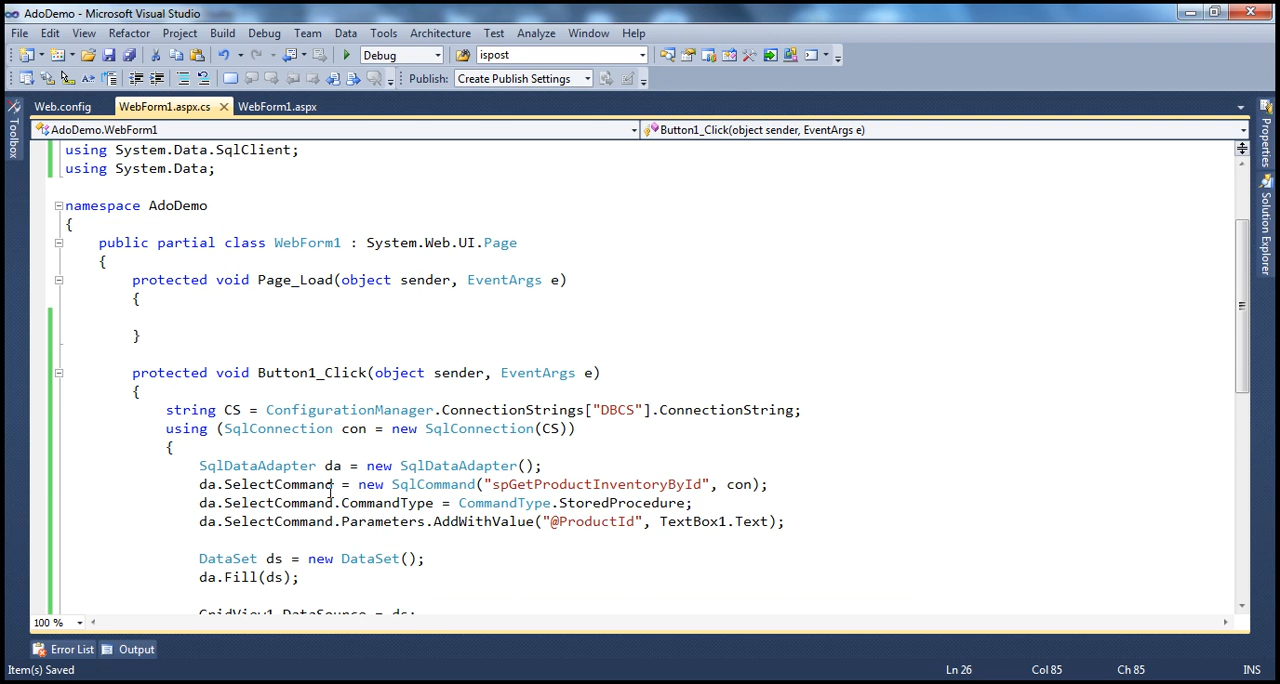 AdoDemo - Microsoft Visual Studio
File Edit View Refactor Project Build Debug Team Data Tools Architecture Test Analyze Window Help
Debug ispost
Publish: Create Publish Settings
Web.config WebForm1.aspx.cs WebForm1.aspx
AdoDemo.WebForm1 Button1_Click(object sender, EventArgs e)
Toolbox
Properties
Solution Explorer
using System.Data.SqlClient;
using System.Data;
namespace AdoDemo
{
public partial class WebForm1 : System.Web.UI.Page
{
protected void Page_Load(object sender, EventArgs e)
{
}
protected void Button1_Click(object sender, EventArgs e)
{
string CS = ConfigurationManager.ConnectionStrings["DBCS"].ConnectionString;
using (SqlConnection con = new SqlConnection(CS))
{
SqlDataAdapter da = new SqlDataAdapter();
da.SelectCommand = new SqlCommand("spGetProductInventoryById", con);
da.SelectCommand.CommandType = CommandType.StoredProcedure;
da.SelectCommand.Parameters.AddWithValue("@ProductId", TextBox1.Text);
DataSet ds = new DataSet();
da.Fill(ds);
GridView1.DataSource = ds;
100 %
Error List Output
Item(s) Saved Ln 26 Col 85 Ch 85 INS